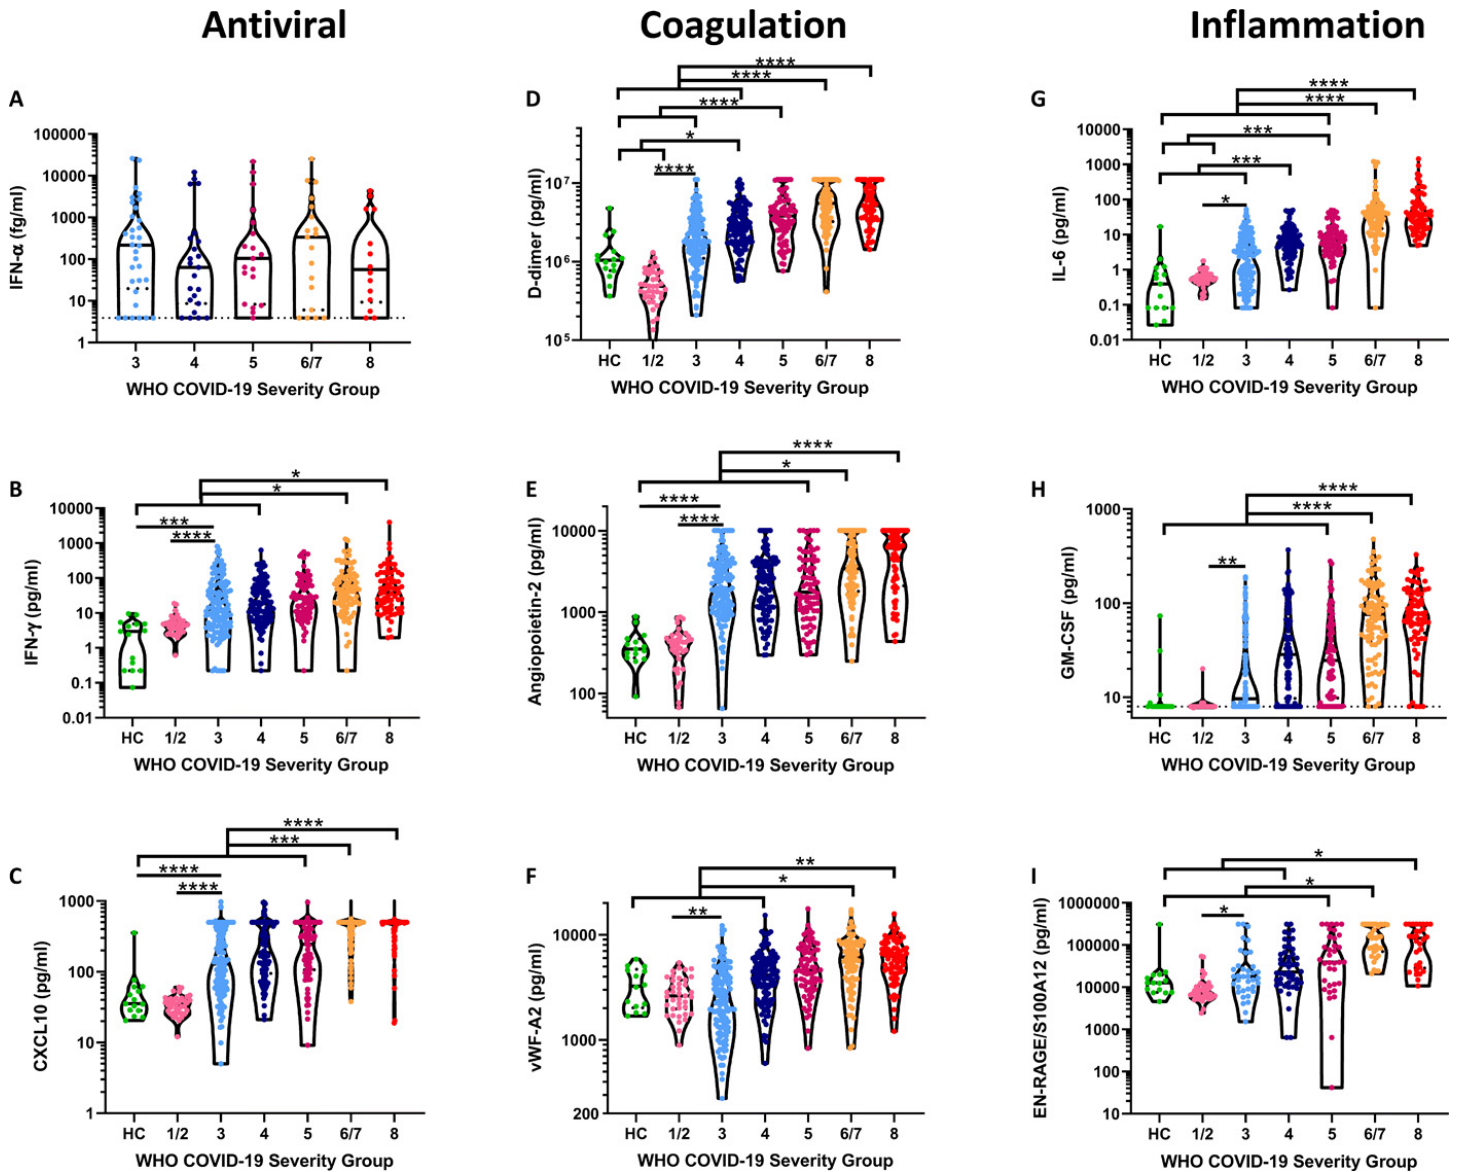 Antiviral
Coagulation
Inflammation
A
IFN-α (fg/ml)
100000
10000
1000
100
10
1
3 4 5 6/7 8
WHO COVID-19 Severity Group
D
**** 
****
****
*
****
D-dimer (pg/ml)
10^7
10^6
10^5
HC 1/2 3 4 5 6/7 8
WHO COVID-19 Severity Group
G
****
****
***
***
*
IL-6 (pg/ml)
10000
1000
100
10
1
0.1
0.01
HC 1/2 3 4 5 6/7 8
WHO COVID-19 Severity Group
B
*
*
***
****
IFN-γ (pg/ml)
10000
1000
100
10
1
0.1
0.01
HC 1/2 3 4 5 6/7 8
WHO COVID-19 Severity Group
E
****
*
****
****
Angiopoietin-2 (pg/ml)
10000
1000
100
HC 1/2 3 4 5 6/7 8
WHO COVID-19 Severity Group
H
****
****
**
GM-CSF (pg/ml)
1000
100
10
HC 1/2 3 4 5 6/7 8
WHO COVID-19 Severity Group
C
****
***
****
****
CXCL10 (pg/ml)
1000
100
10
1
HC 1/2 3 4 5 6/7 8
WHO COVID-19 Severity Group
F
**
*
**
vWF-A2 (pg/ml)
10000
1000
200
HC 1/2 3 4 5 6/7 8
WHO COVID-19 Severity Group
I
*
*
*
EN-RAGE/S100A12 (pg/ml)
1000000
100000
10000
1000
100
10
HC 1/2 3 4 5 6/7 8
WHO COVID-19 Severity Group